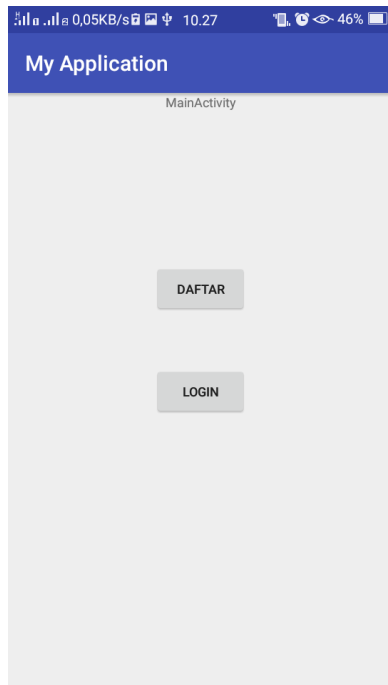 0,05KB/s 10.27 46%
My Application
MainActivity
DAFTAR
LOGIN